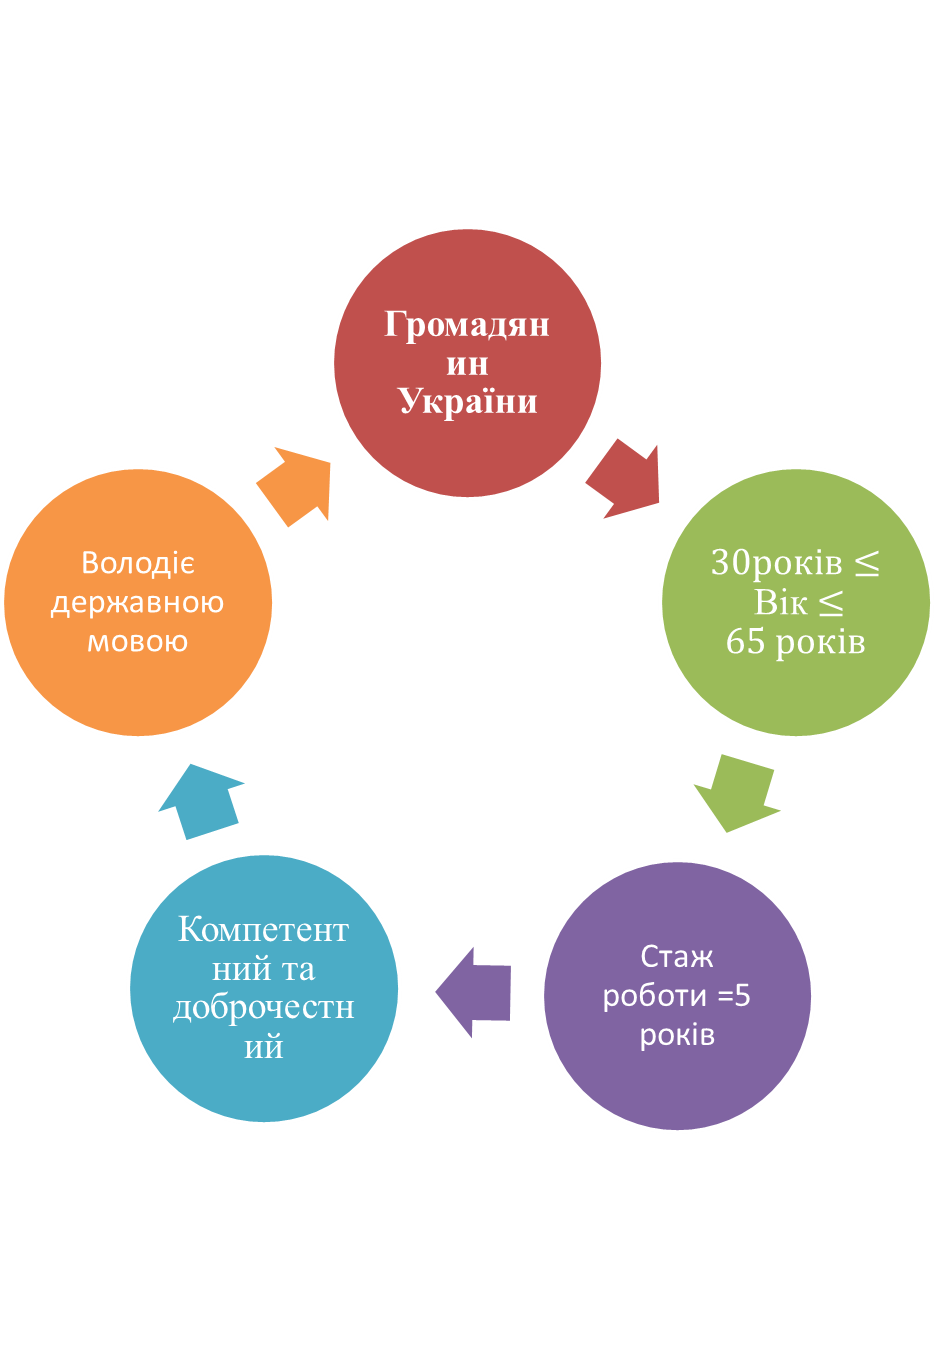 Громадян
ин
України
30років ≤
Вік ≤
65 років
Стаж
роботи =5
років
Компетент
ний та
доброчестн
ий
Володіє
державною
мовою